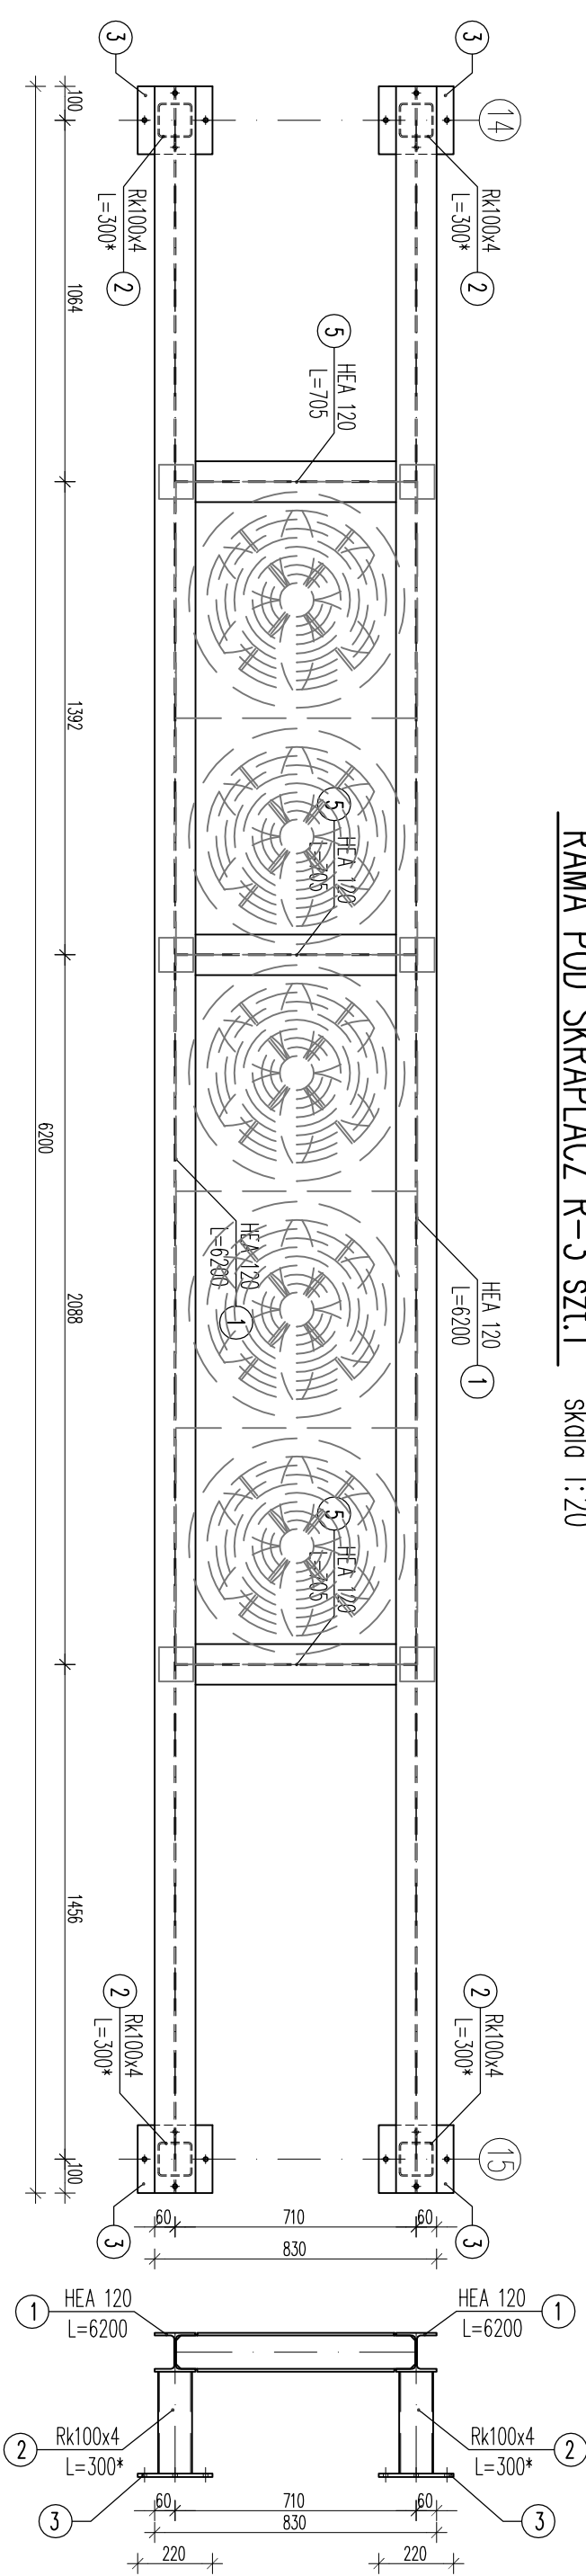 RAMA POD SKRAPLACZ R-3 szt.1
skala 1:20
3
3
14
100
Rk100x4
L=300*
2
Rk100x4
L=300*
2
1064
5
HEA 120
L=705
1392
5
HEA 120
L=705
6200
HEA 120
L=6200
1
HEA 120
L=6200
1
2088
5
HEA 120
L=705
1456
2
Rk100x4
L=300*
2
Rk100x4
L=300*
15
100
3
3
60
710
60
830
1
HEA 120
L=6200
HEA 120
L=6200
1
2
Rk100x4
L=300*
Rk100x4
L=300*
2
3
3
60
710
60
830
220
220